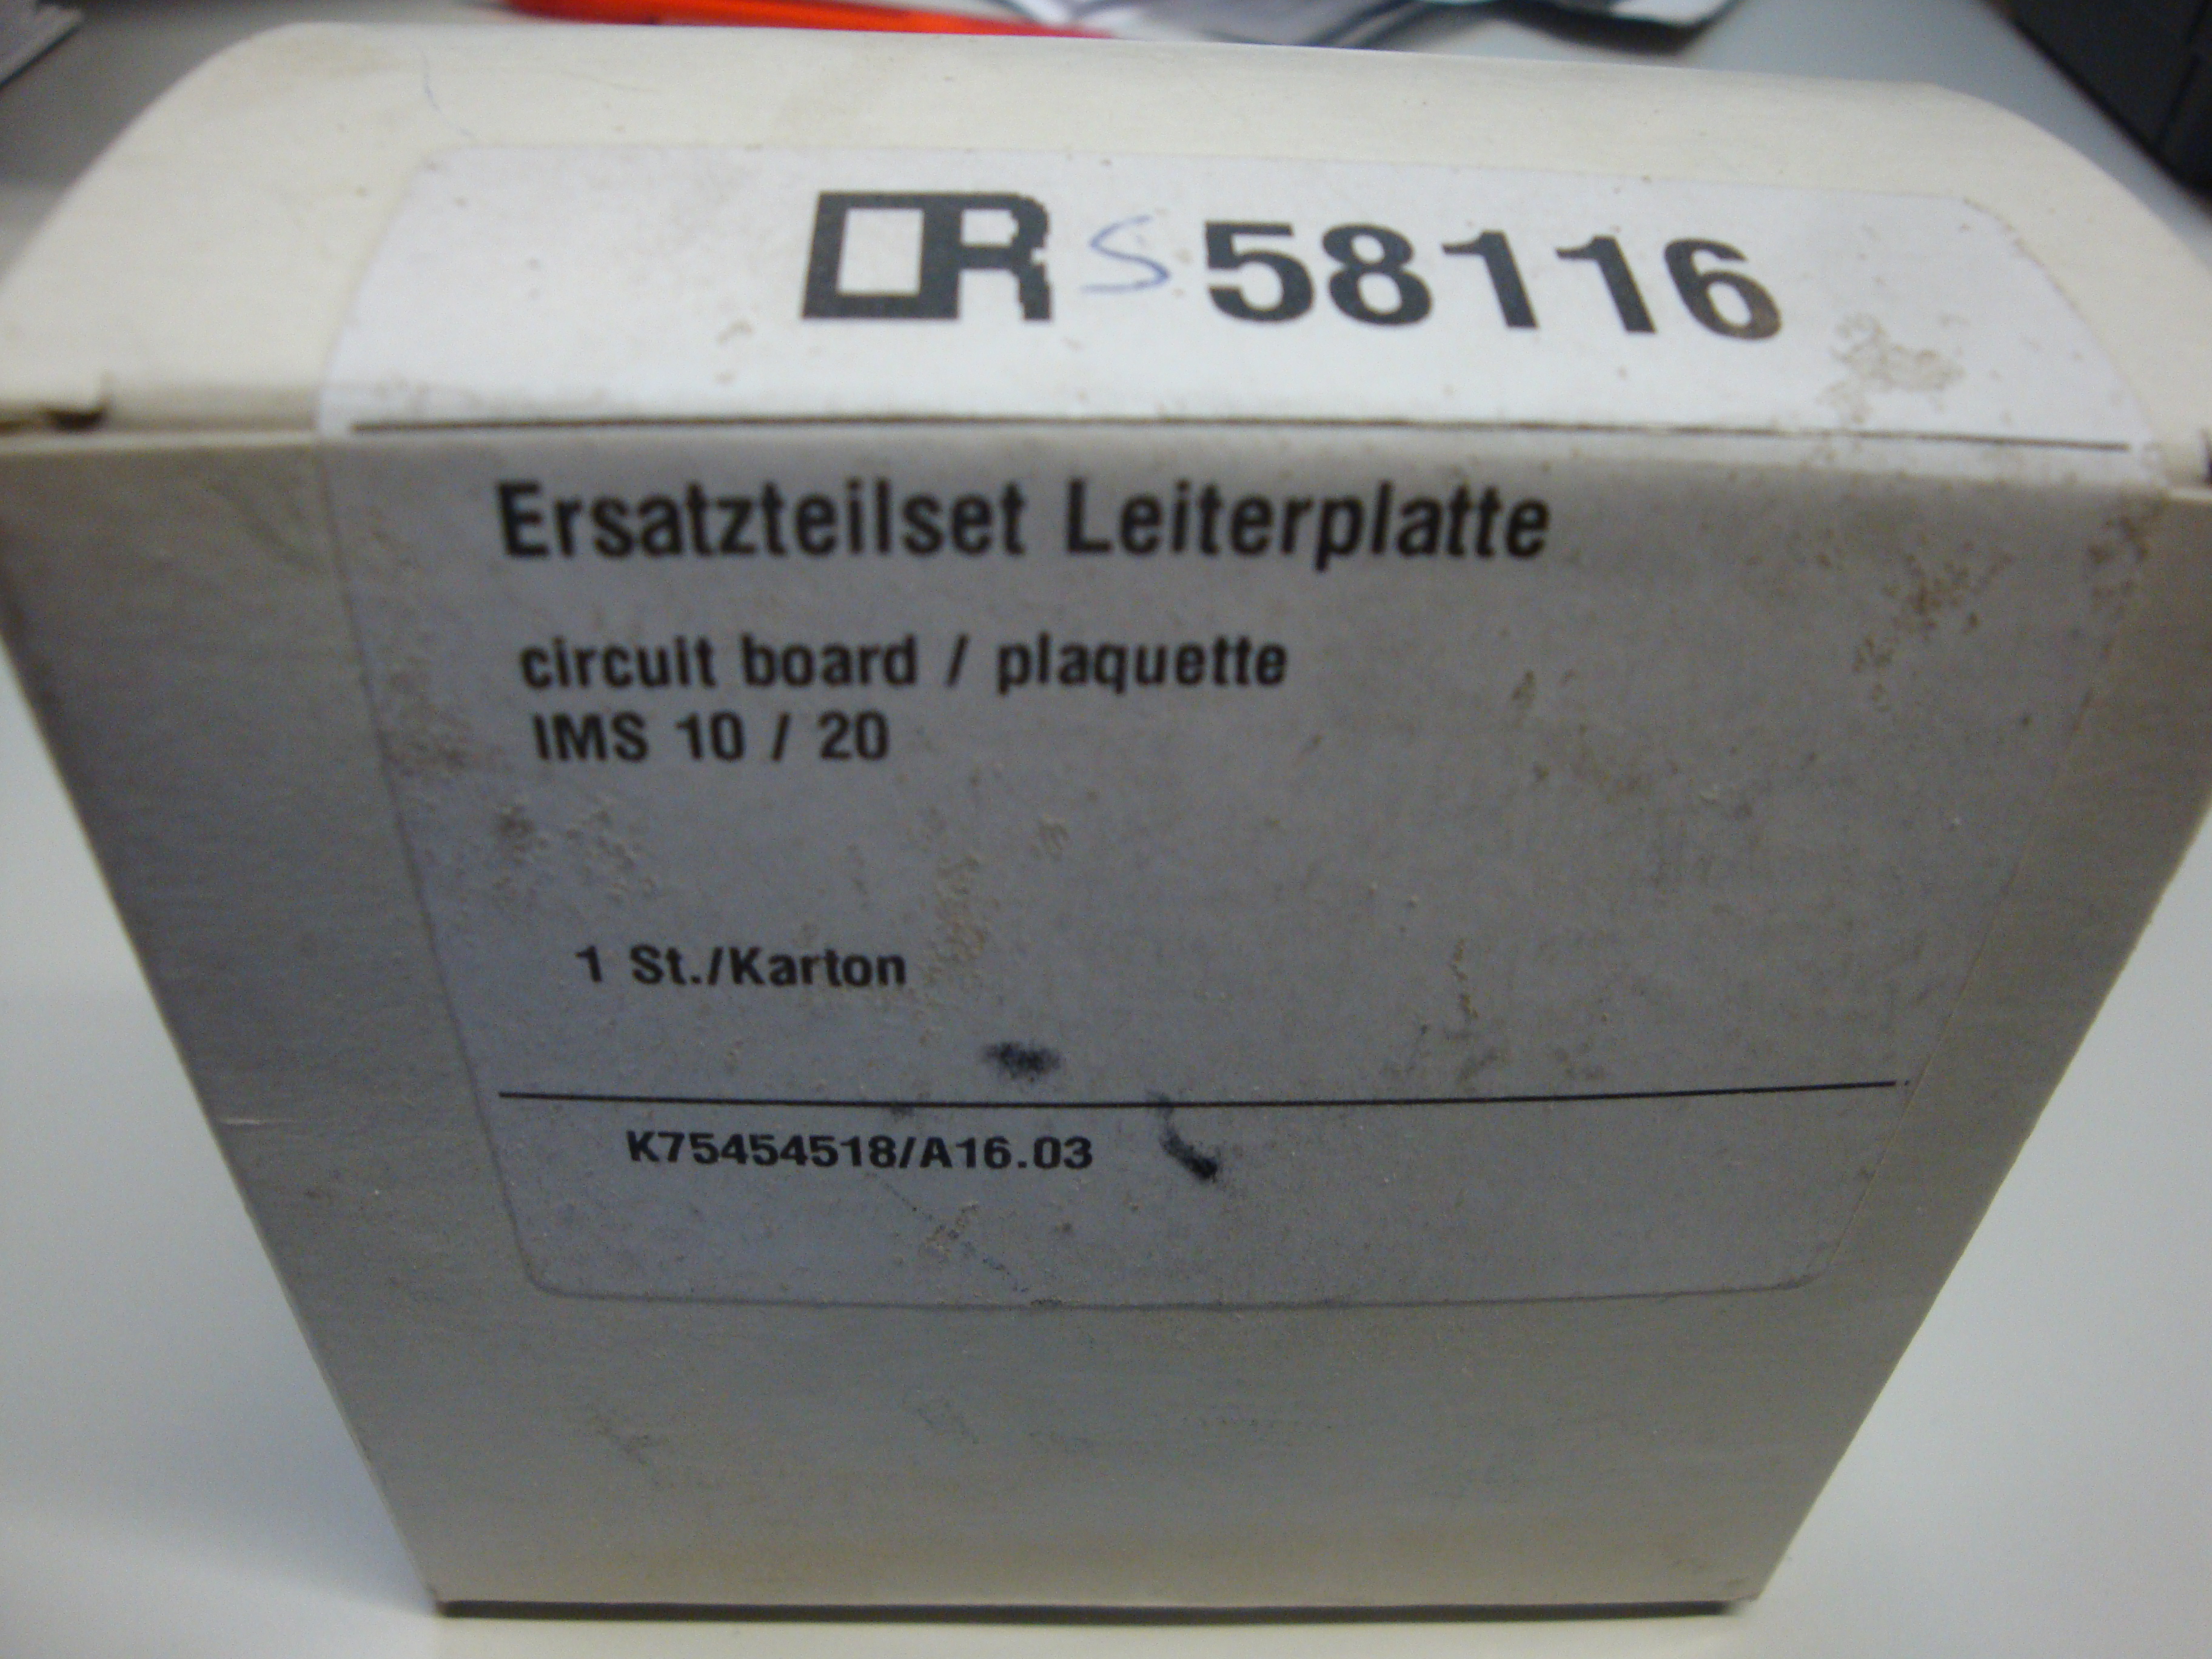 R S 58116
Ersatzteilset Leiterplatte
circuit board / plaquette
IMS 10 / 20
1 St./Karton
K75454518/A16.03